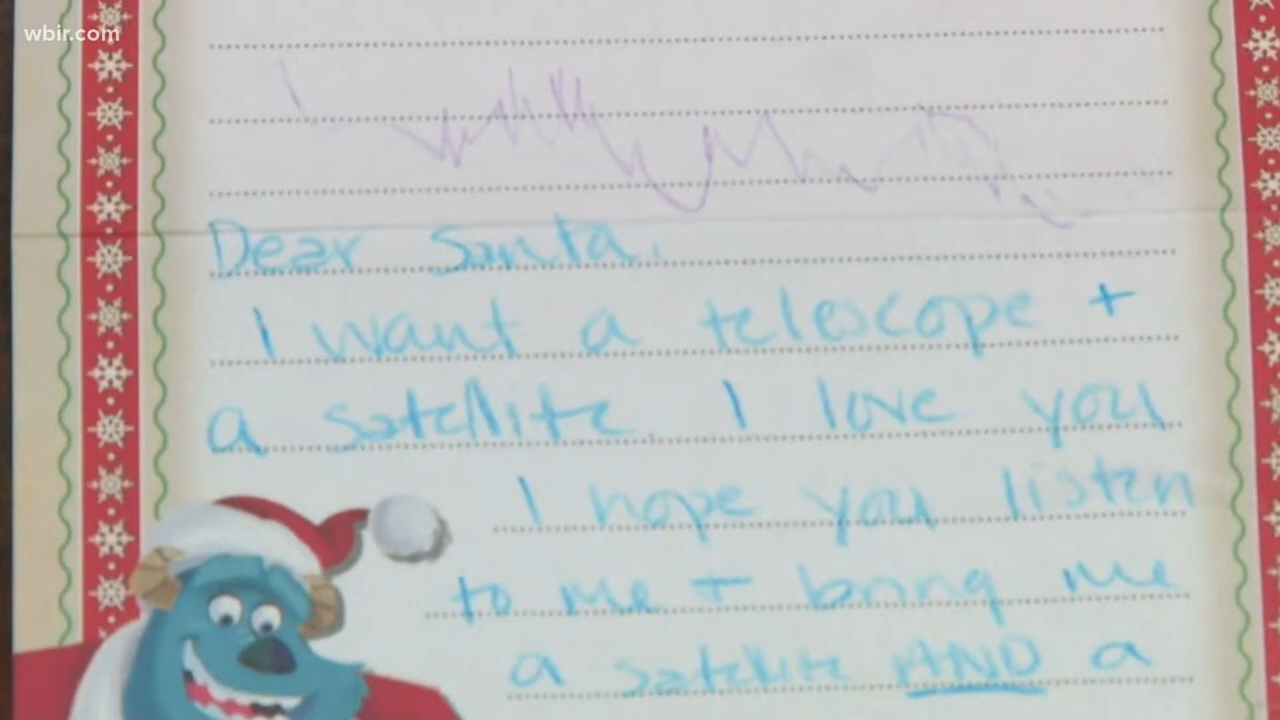 wbir.com
Dear Santa,
I want a telescope +
a satellite. I love you
I hope you listen
to me + bring me
a satellite AND a